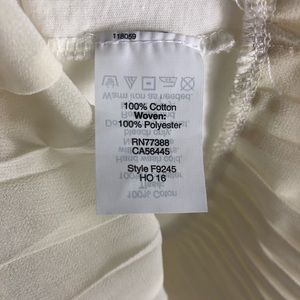 118059
100% Cotton
Woven:
100% Polyester
RN77388
CA56445
Style F9245
HO 16